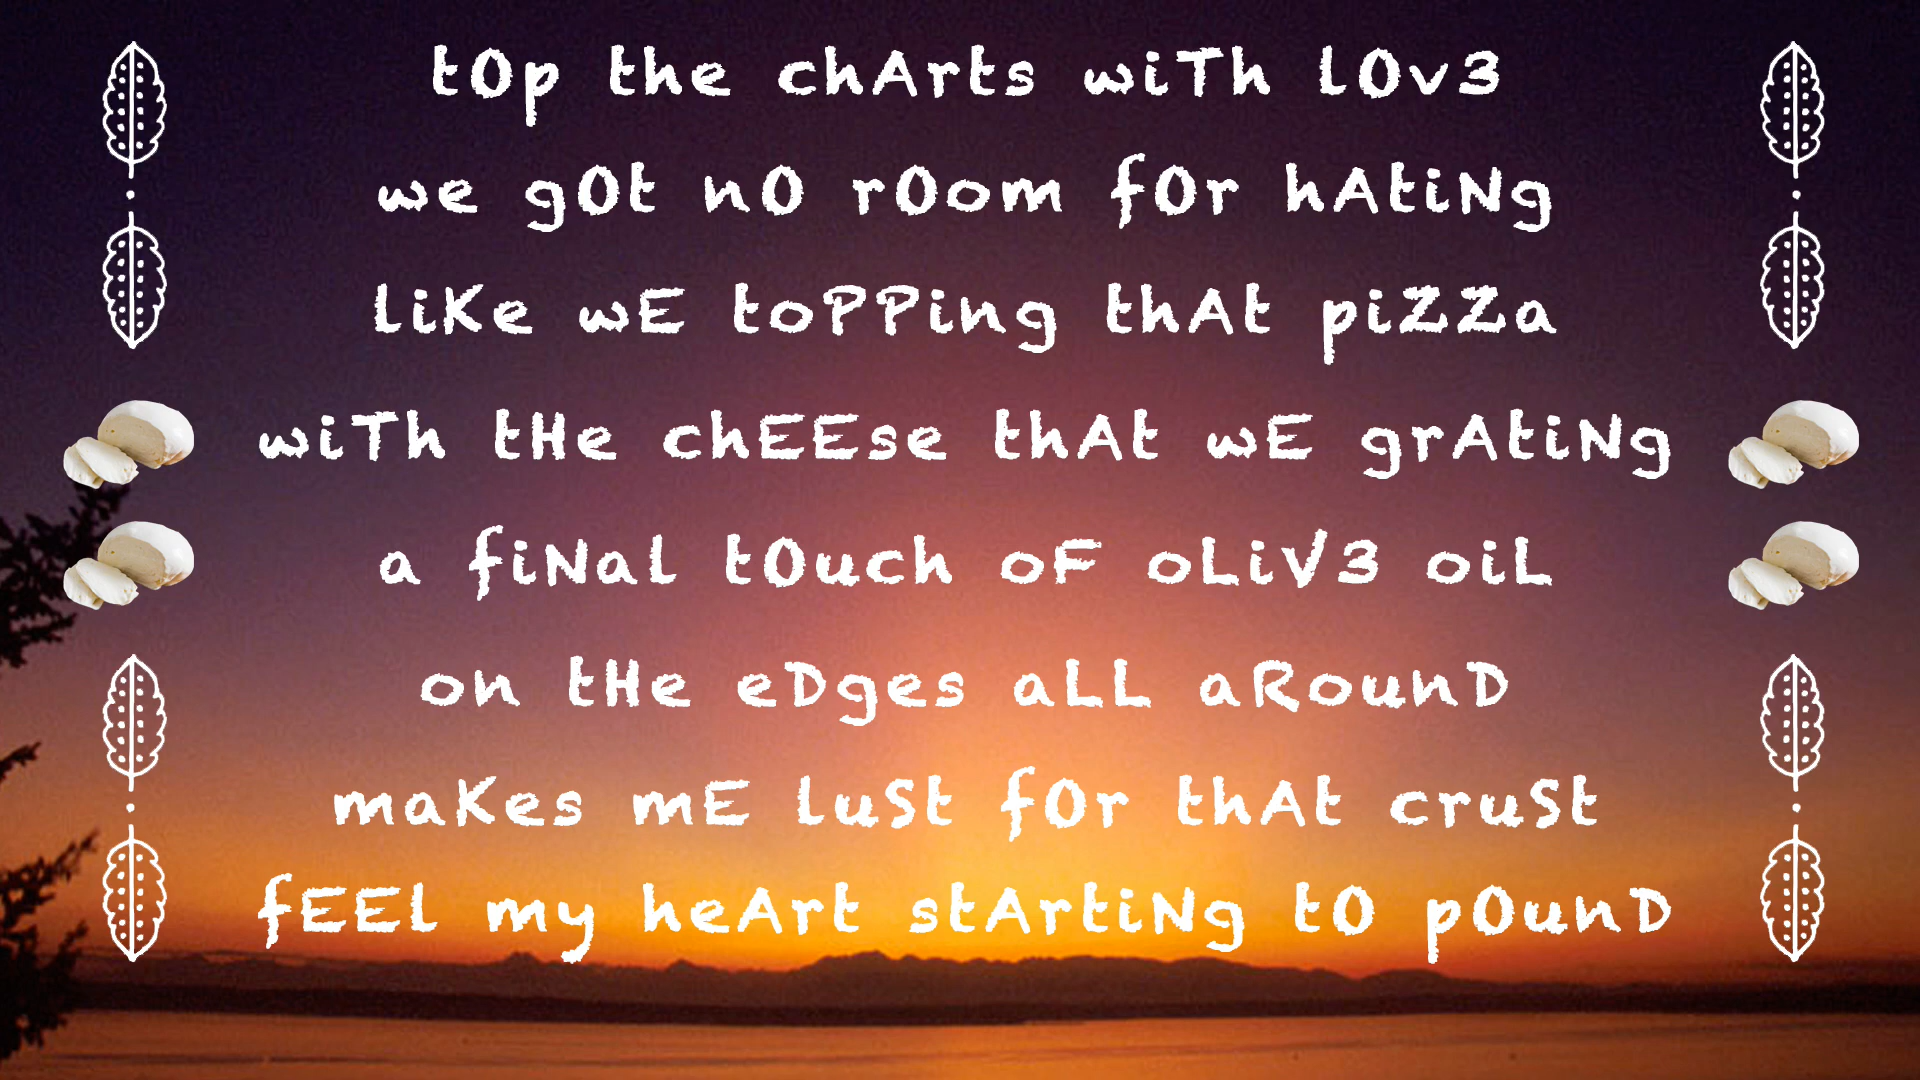 tOp the chArts wiTh lOv3
we gOt nO rOom fOr hAtiNg
liKe wE toPPing thAt piZZa
wiTh tHe chEEse thAt wE grAtiNg
a fiNal tOuch oF oLiV3 oiL
on tHe eDges aLL aRounD
maKes mE luSt fOr thAt cruSt
fEEl my heArt stArtiNg tO pOunD